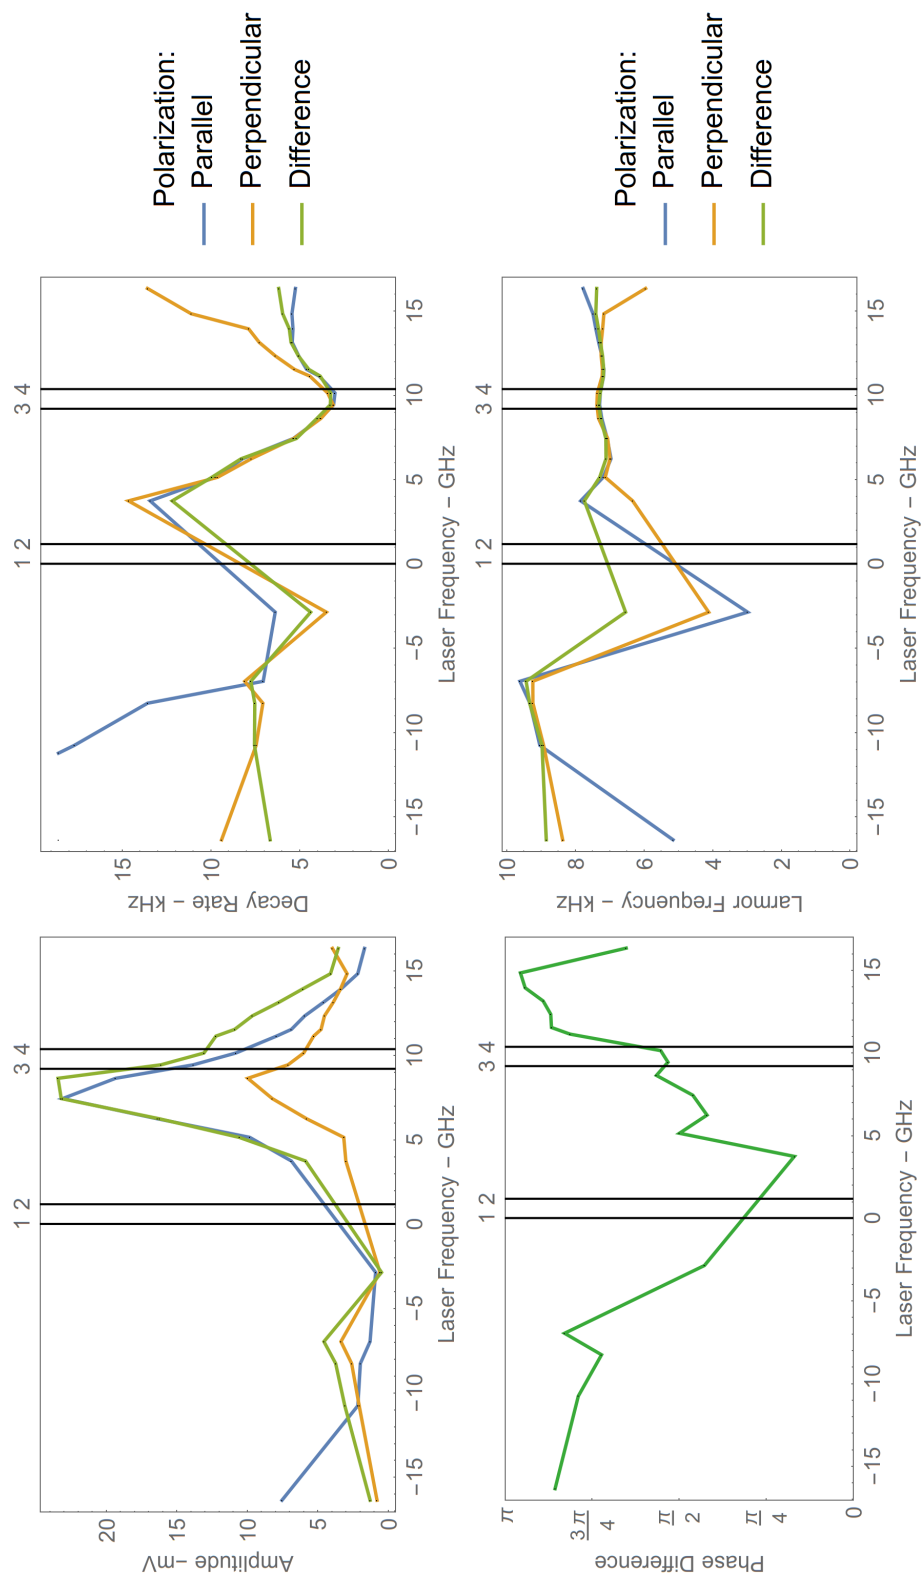 1 2 3 4
20
15
10
5
0
Amplitude -mV
-15 -10 -5 0 5 10 15
Laser Frequency - GHz
1 2 3 4
15
10
5
0
Decay Rate - kHz
-15 -10 -5 0 5 10 15
Laser Frequency - GHz
Polarization:
Parallel
Perpendicular
Difference
1 2 3 4
π
3 π
4
π
2
π
4
0
Phase Difference
-15 -10 -5 0 5 10 15
Laser Frequency - GHz
1 2 3 4
10
8
6
4
2
0
Larmor Frequency - kHz
-15 -10 -5 0 5 10 15
Laser Frequency - GHz
Polarization:
Parallel
Perpendicular
Difference